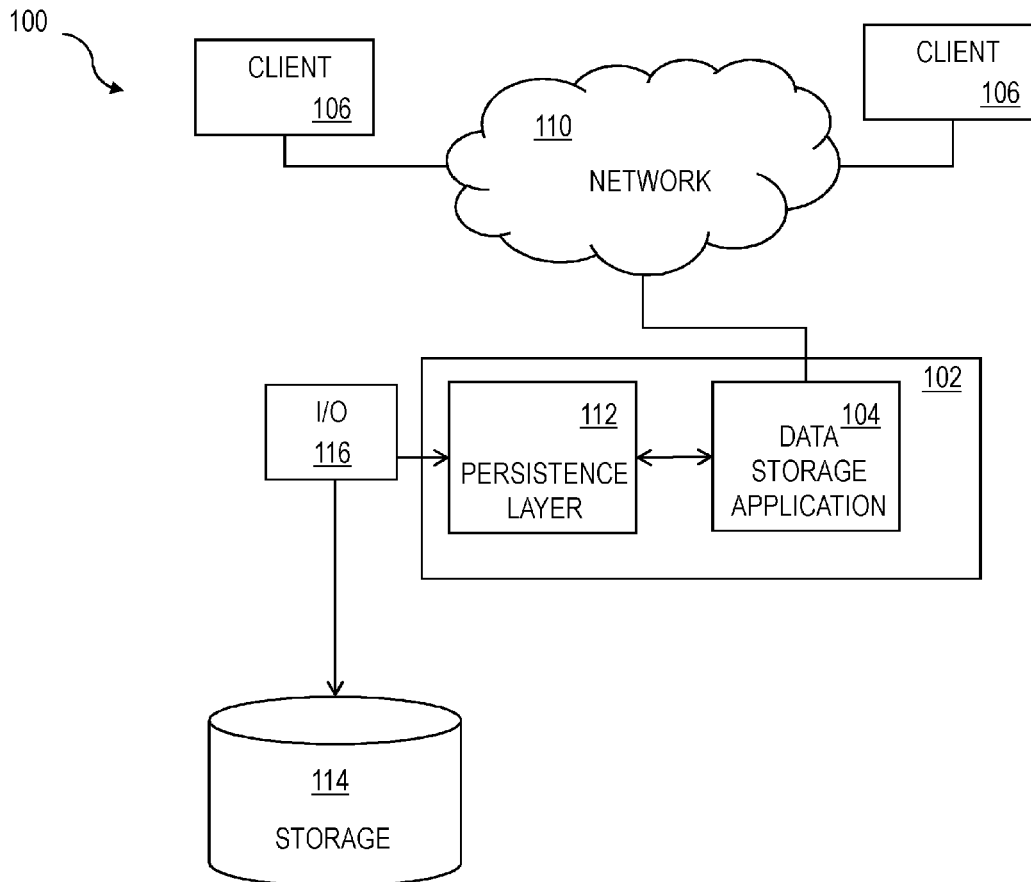 100
CLIENT
106
CLIENT
106
110
NETWORK
102
I/O
116
112
PERSISTENCE
LAYER
104
DATA
STORAGE
APPLICATION
114
STORAGE